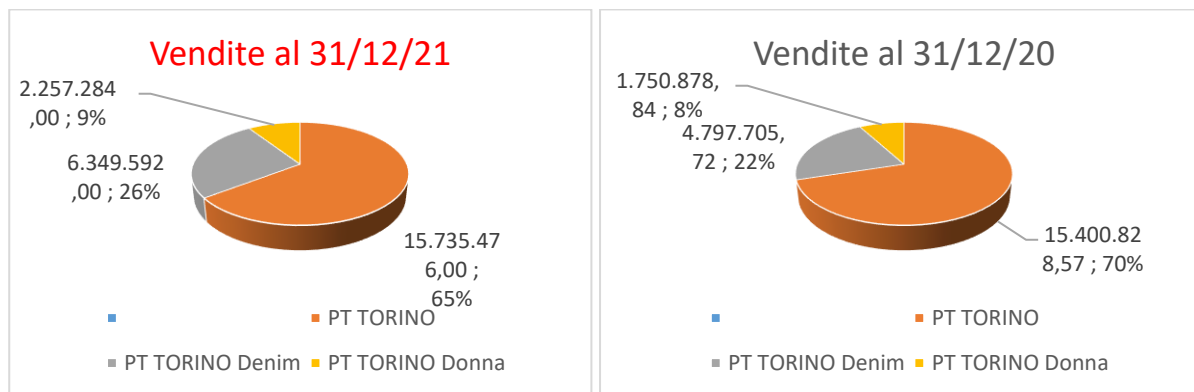 Vendite al 31/12/21
2.257.284
,00 ; 9%
6.349.592
,00 ; 26%
15.735.47
6,00 ;
65%
PT TORINO
PT TORINO Denim
PT TORINO Donna
Vendite al 31/12/20
1.750.878,
84 ; 8%
4.797.705,
72 ; 22%
15.400.82
8,57 ; 70%
PT TORINO
PT TORINO Denim
PT TORINO Donna